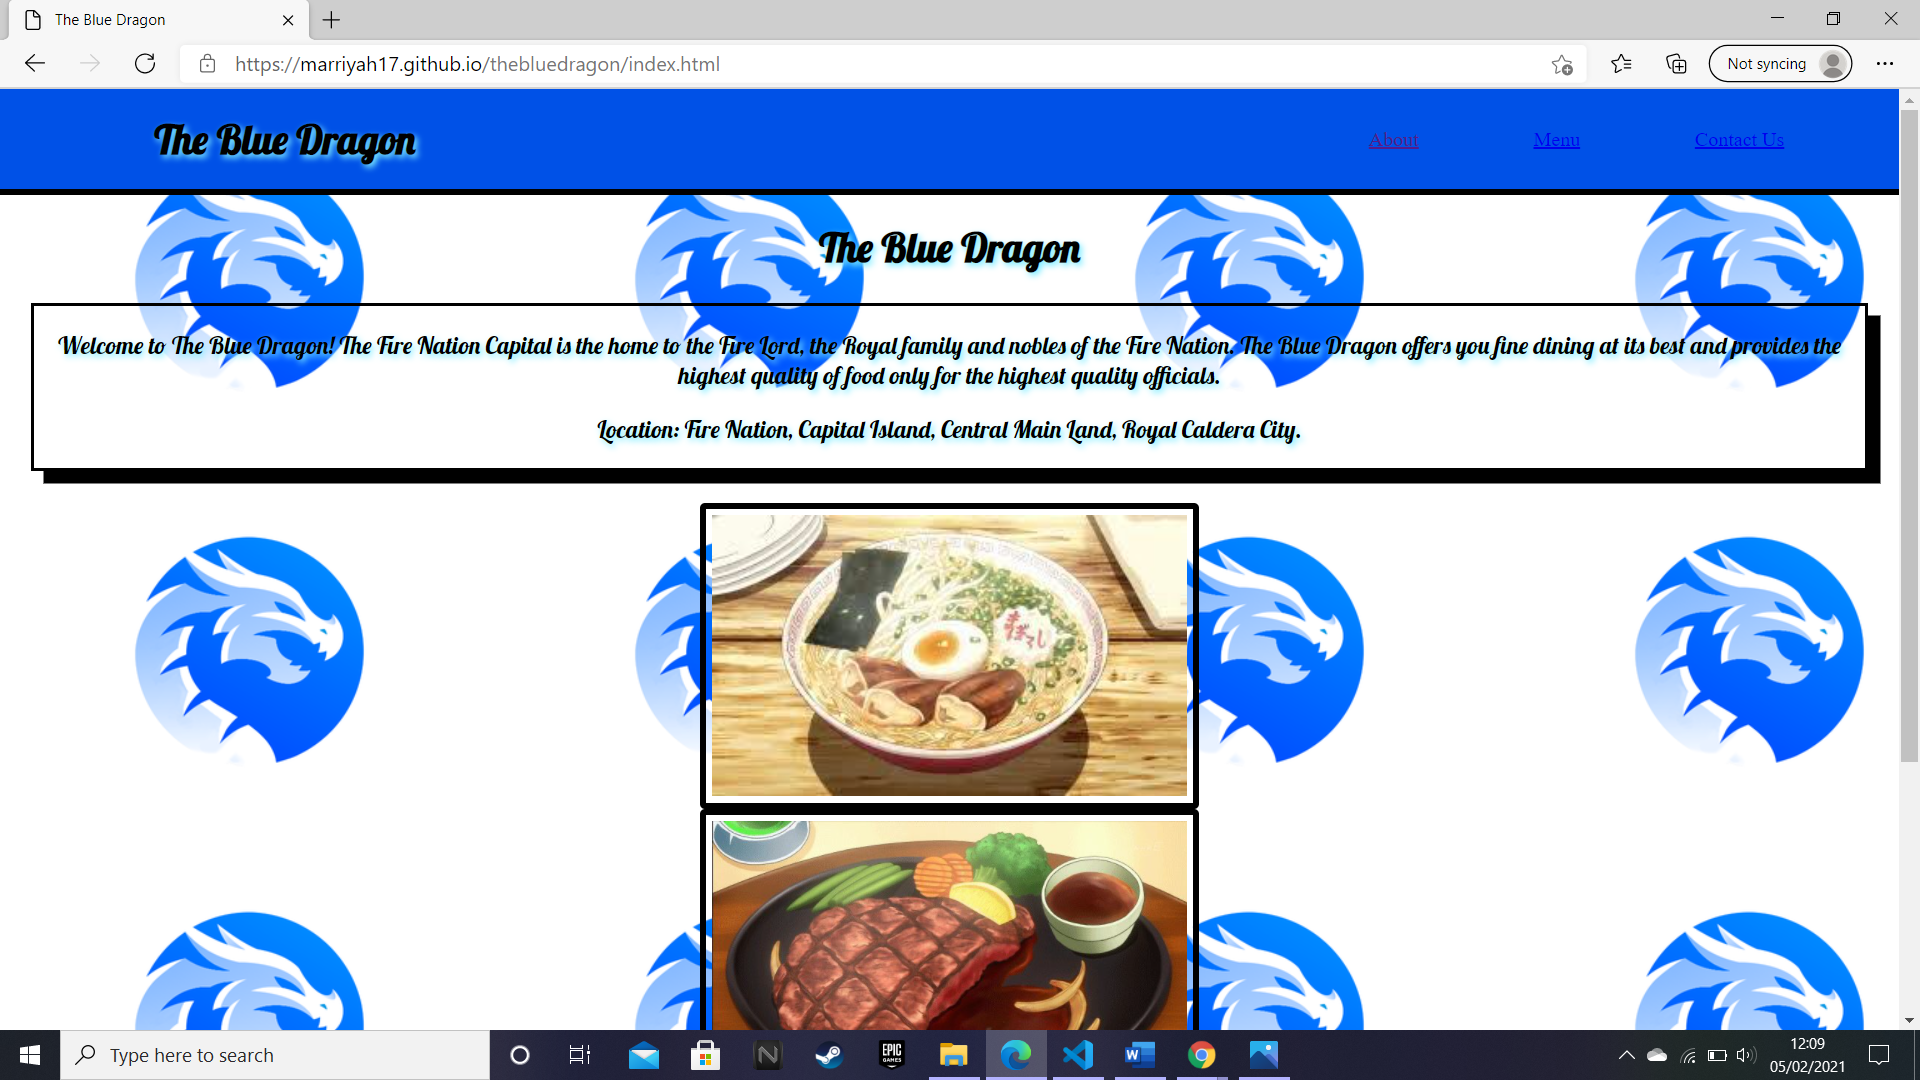 The Blue Dragon
https://marriyah17.github.io/thebluedragon/index.html
Not syncing
The Blue Dragon
About
Menu
Contact Us
The Blue Dragon
Welcome to The Blue Dragon! The Fire Nation Capital is the home to the Fire Lord, the Royal family and nobles of the Fire Nation. The Blue Dragon offers you fine dining at its best and provides the
highest quality of food only for the highest quality officials.
Location: Fire Nation, Capital Island, Central Main Land, Royal Caldera City.
Type here to search
N
EPIC
GAMES
W
12:09
05/02/2021